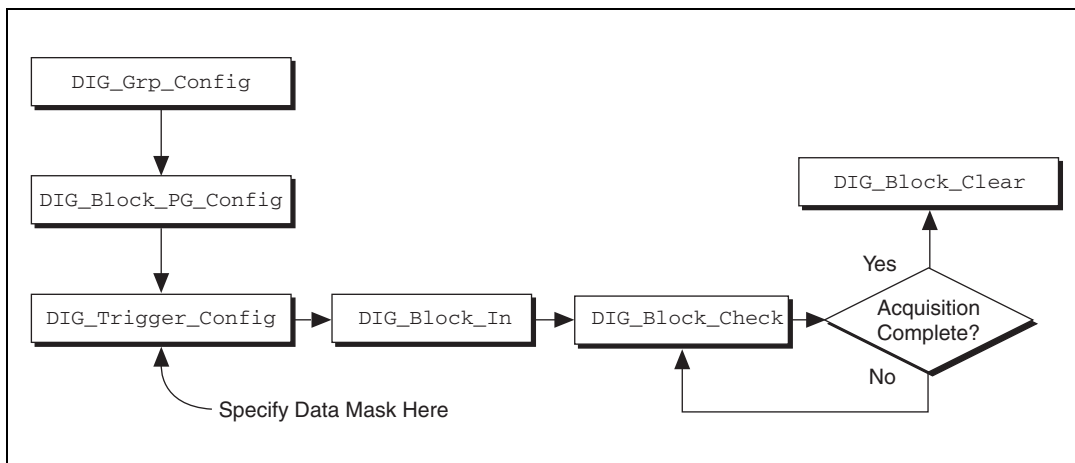 DIG_Grp_Config
DIG_Block_PG_Config
DIG_Trigger_Config
Specify Data Mask Here
DIG_Block_In
DIG_Block_Check
Acquisition
Complete?
Yes
No
DIG_Block_Clear